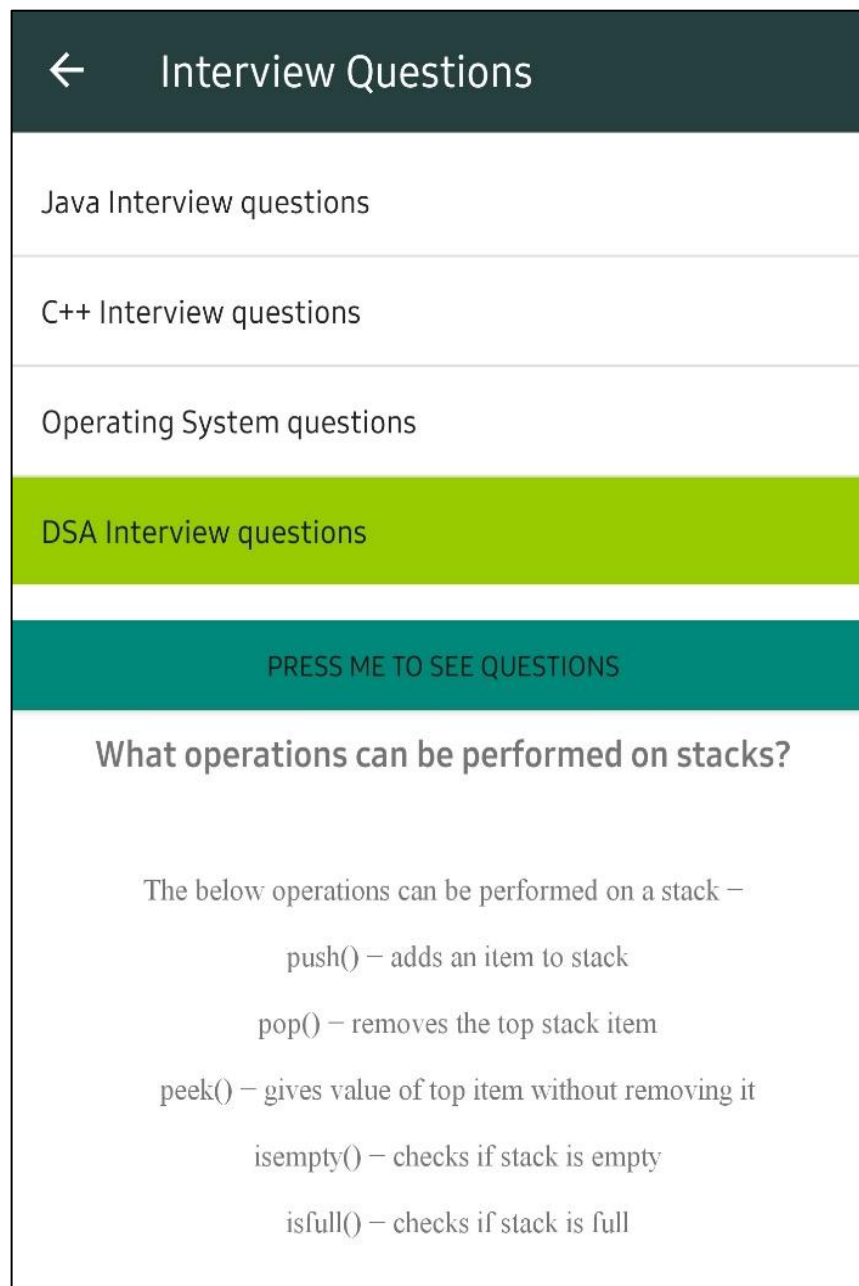 Interview Questions
Java Interview questions
C++ Interview questions
Operating System questions
DSA Interview questions
PRESS ME TO SEE QUESTIONS
What operations can be performed on stacks?
The below operations can be performed on a stack −
push() − adds an item to stack
pop() − removes the top stack item
peek() − gives value of top item without removing it
isempty() − checks if stack is empty
isfull() − checks if stack is full